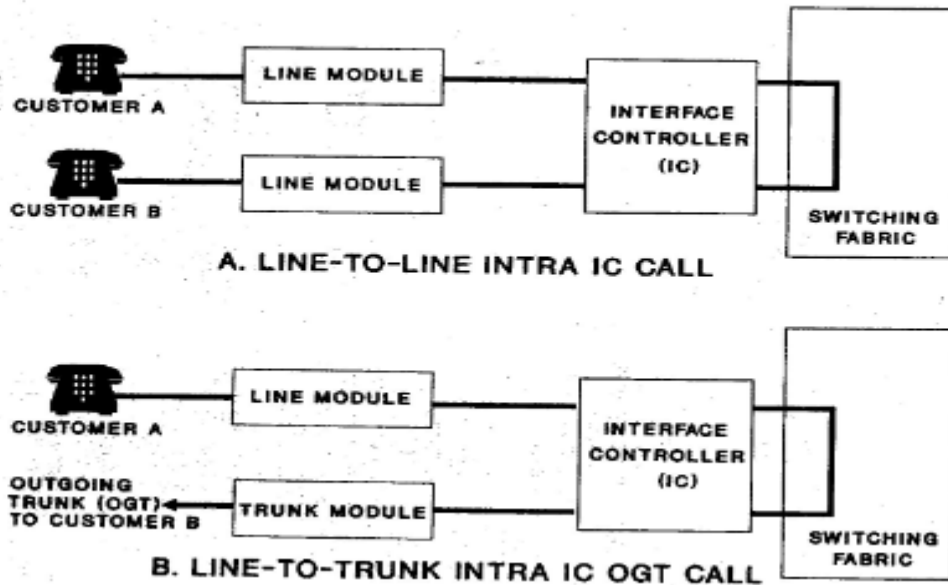 LINE MODULE
CUSTOMER A
INTERFACE
CONTROLLER
(IC)
LINE MODULE
CUSTOMER B
SWITCHING
FABRIC
A. LINE-TO-LINE INTRA IC CALL
LINE MODULE
CUSTOMER A
INTERFACE
CONTROLLER
(IC)
OUTGOING
TRUNK (OGT)
TO CUSTOMER B
TRUNK MODULE
SWITCHING
FABRIC
B. LINE-TO-TRUNK INTRA IC OGT CALL